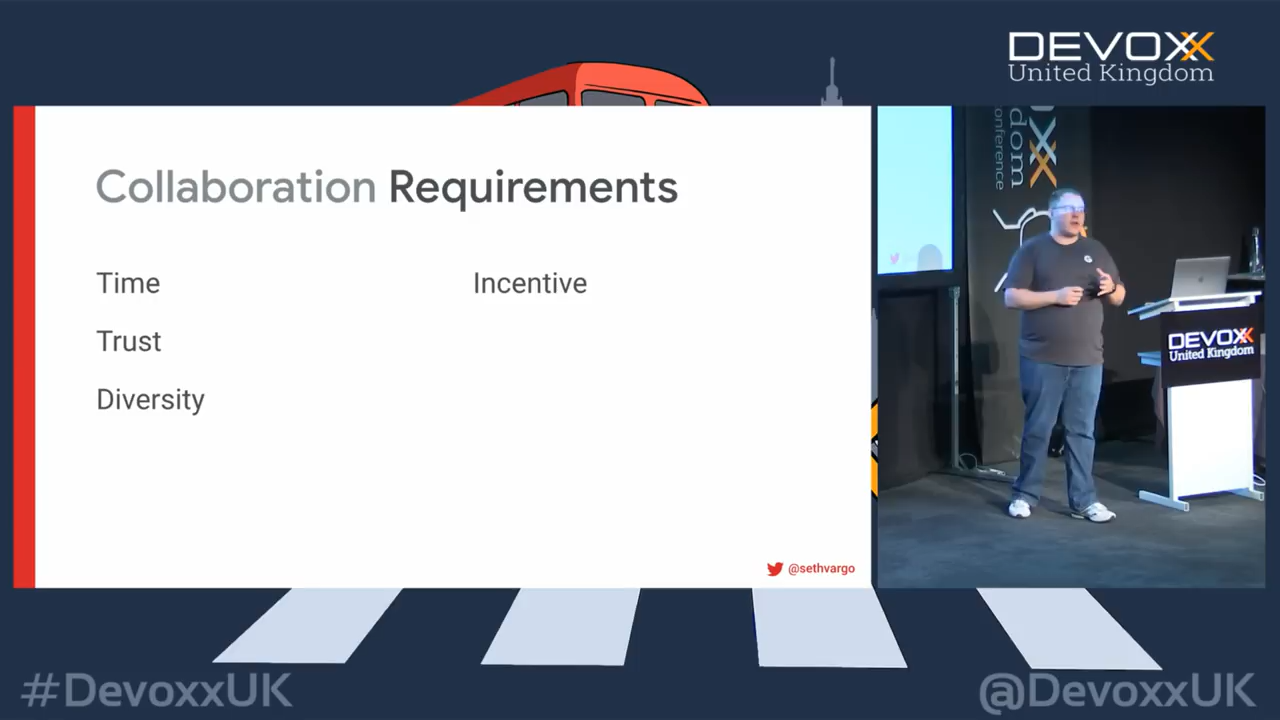 DEVOXX
United Kingdom
Collaboration Requirements
Time
Trust
Diversity
Incentive
@sethvargo
DEVOXX
United Kingdom
#DevoxxUK
@DevoxxUK